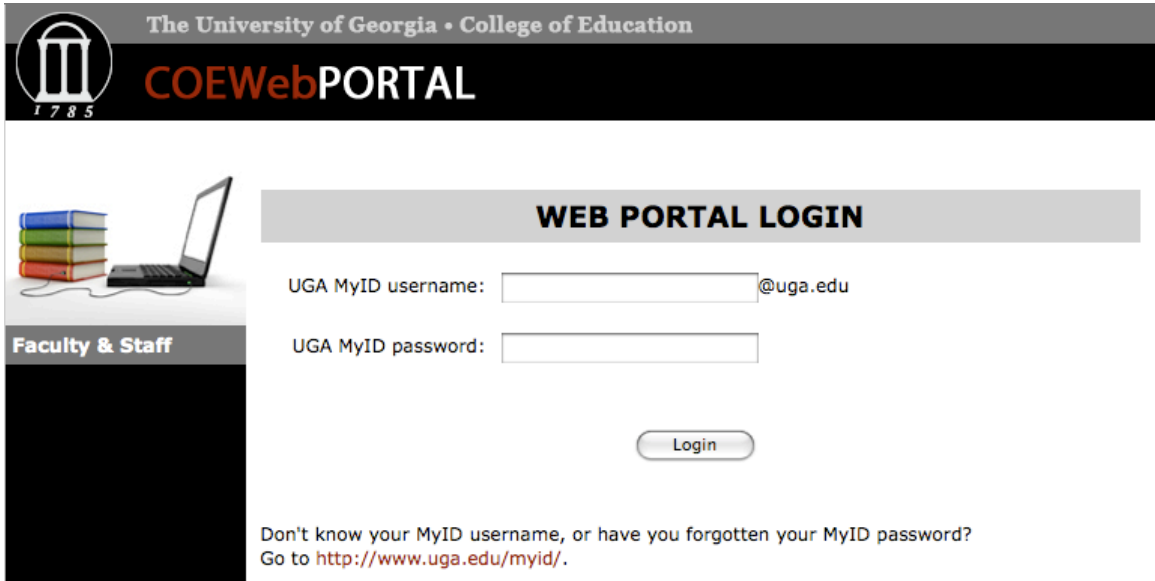 The University of Georgia • College of Education
COEWebPORTAL
1785
WEB PORTAL LOGIN
UGA MyID username: @uga.edu
Faculty & Staff
UGA MyID password:
Login
Don't know your MyID username, or have you forgotten your MyID password?
Go to http://www.uga.edu/myid/.